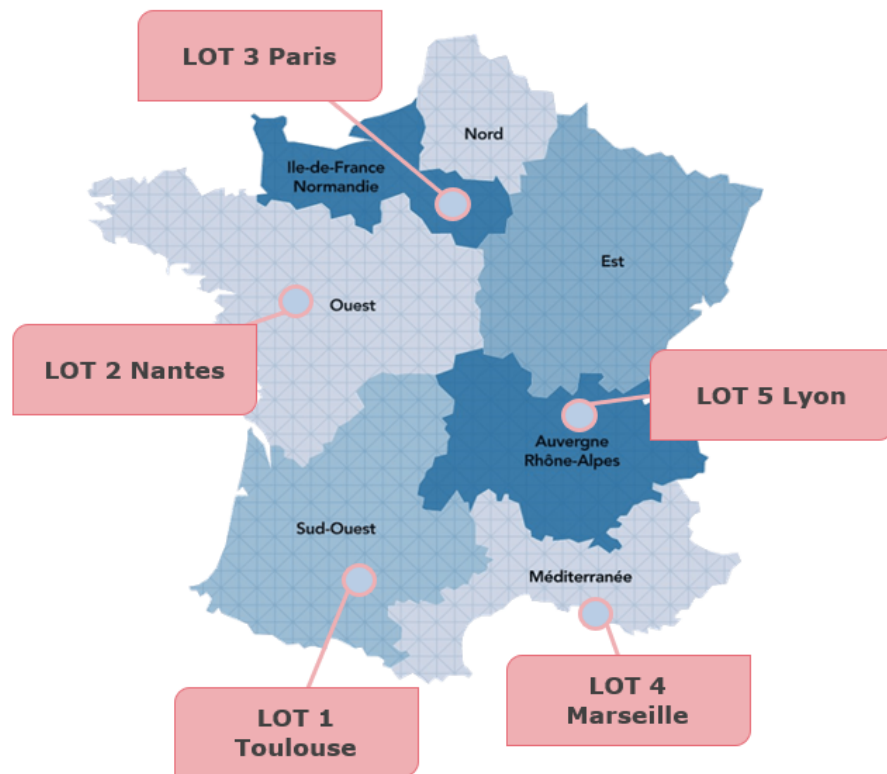 LOT 3 Paris
Nord
Ile-de-France
Normandie
Est
Ouest
LOT 2 Nantes
LOT 5 Lyon
Auvergne
Rhône-Alpes
Sud-Ouest
Méditerranée
LOT 4
Marseille
LOT 1
Toulouse